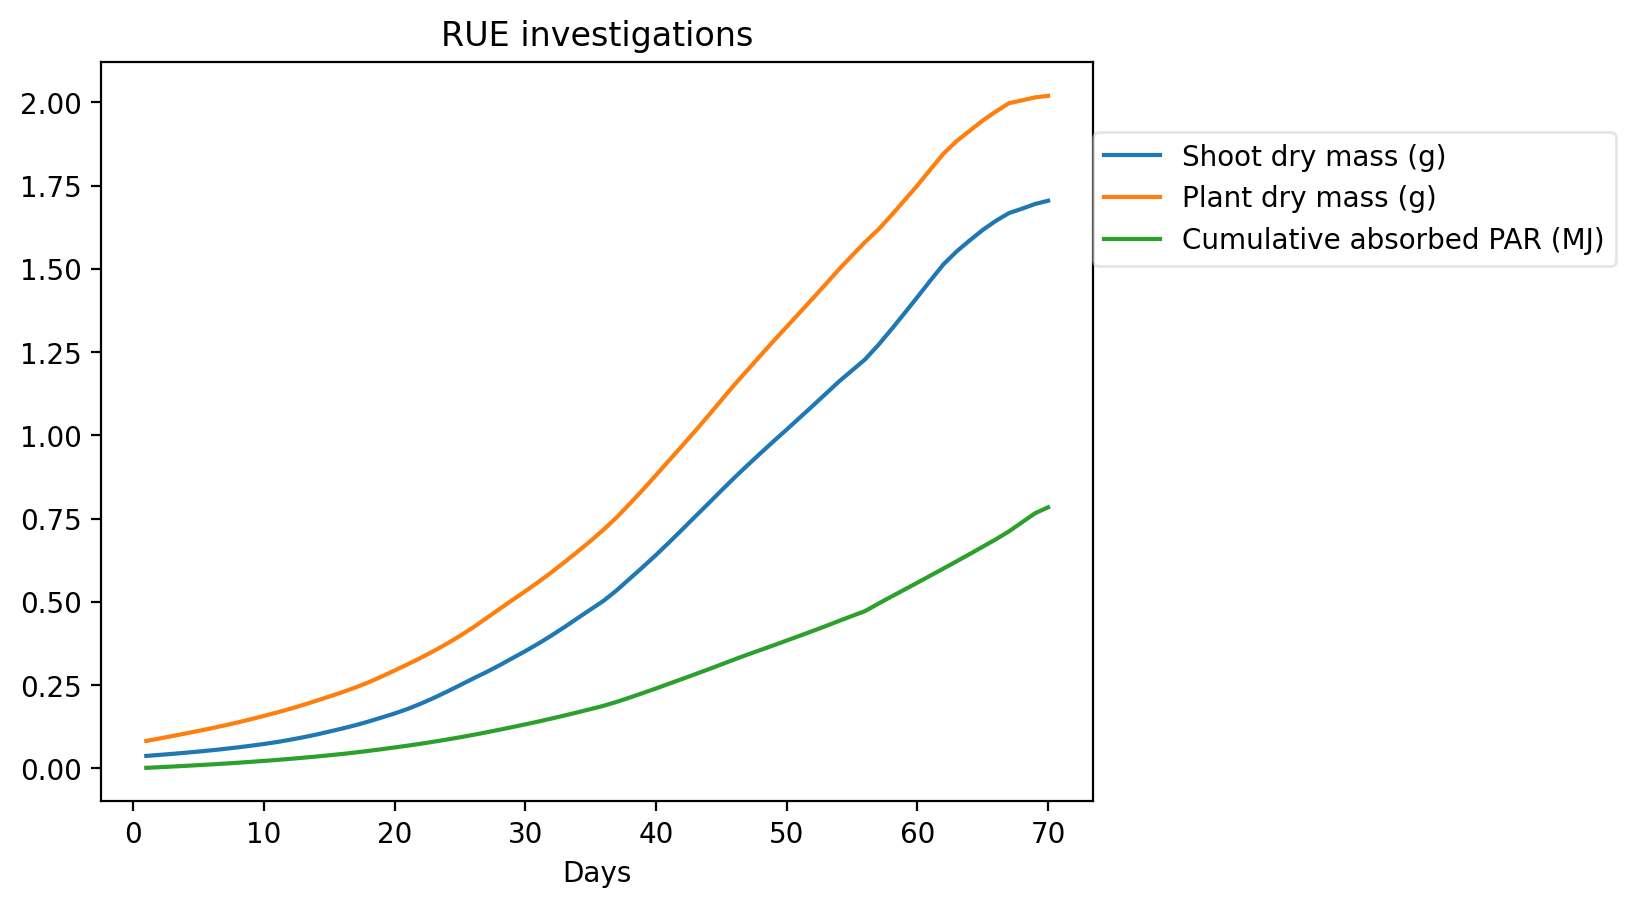 RUE investigations
2.00
1.75
1.50
1.25
1.00
0.75
0.50
0.25
0.00
Shoot dry mass (g)
Plant dry mass (g)
Cumulative absorbed PAR (MJ)
0 10 20 30 40 50 60 70
Days